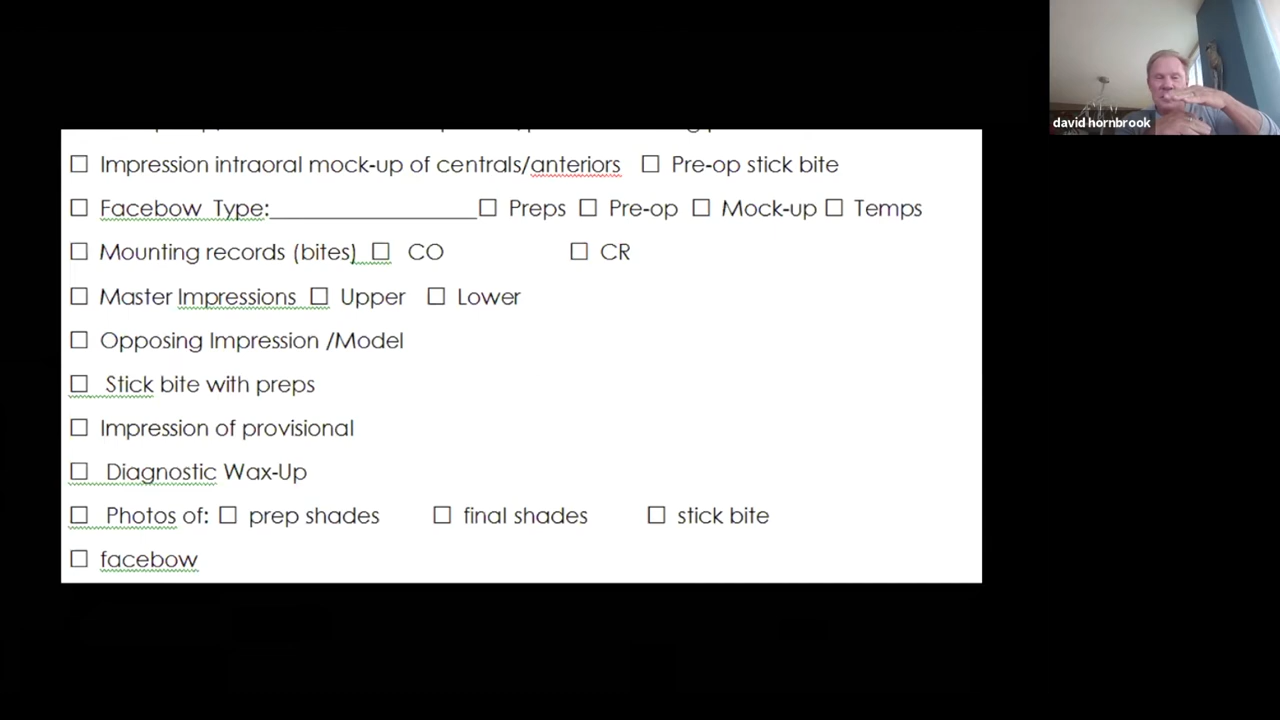 david hornbrook
☐ Impression intraoral mock-up of centrals/anteriors ☐ Pre-op stick bite
☐ Facebow Type:_________________☐ Preps ☐ Pre-op ☐ Mock-up ☐ Temps
☐ Mounting records (bites) ☐ CO ☐ CR
☐ Master Impressions ☐ Upper ☐ Lower
☐ Opposing Impression /Model
☐ Stick bite with preps
☐ Impression of provisional
☐ Diagnostic Wax-Up
☐ Photos of: ☐ prep shades ☐ final shades ☐ stick bite
☐ facebow